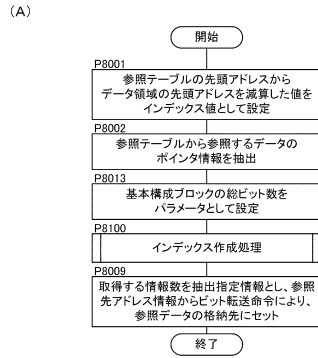 (A)
開始
P8001
参照テーブルの先頭アドレスから
データ領域の先頭アドレスを減算した値を
インデックス値として設定
P8002
参照テーブルから参照するデータの
ポインタ情報を抽出
P8013
基本構成ブロックの総ビット数を
パラメータとして設定
P8100
インデックス作成処理
P8009
取得する情報数を抽出指定情報とし、参照
先アドレス情報からビット転送命令により、
参照データの格納先にセット
終了